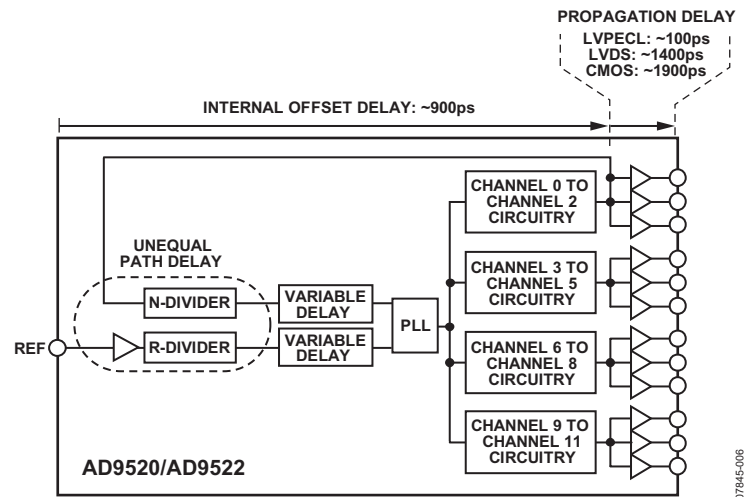 PROPAGATION DELAY
LVPECL: ~100ps
LVDS: ~1400ps
CMOS: ~1900ps
INTERNAL OFFSET DELAY: ~900ps
UNEQUAL
PATH DELAY
N-DIVIDER
R-DIVIDER
REF
VARIABLE
DELAY
VARIABLE
DELAY
PLL
CHANNEL 0 TO
CHANNEL 2
CIRCUITRY
CHANNEL 3 TO
CHANNEL 5
CIRCUITRY
CHANNEL 6 TO
CHANNEL 8
CIRCUITRY
CHANNEL 9 TO
CHANNEL 11
CIRCUITRY
AD9520/AD9522